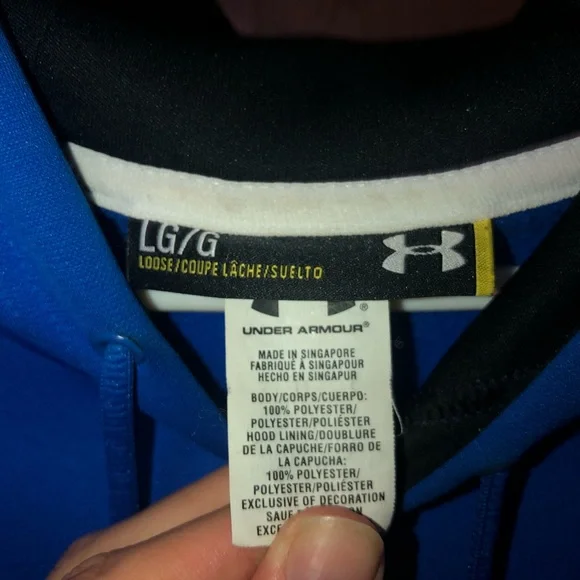 LG/G
LOOSE/COUPE LÂCHE/SUELTO
®
UNDER ARMOUR®
MADE IN SINGAPORE
FABRIQUÉ À SINGAPOUR
HECHO EN SINGAPUR
BODY/CORPS/CUERPO:
100% POLYESTER/
POLYESTER/POLIÉSTER
HOOD LINING/DOUBLURE
DE LA CAPUCHE/FORRO DE
LA CAPUCHA:
100% POLYESTER/
POLYESTER/POLIÉSTER
EXCLUSIVE OF DECORATION